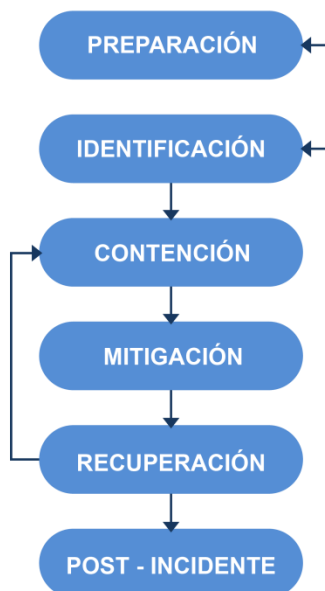 PREPARACIÓN
IDENTIFICACIÓN
CONTENCIÓN
MITIGACIÓN
RECUPERACIÓN
POST - INCIDENTE